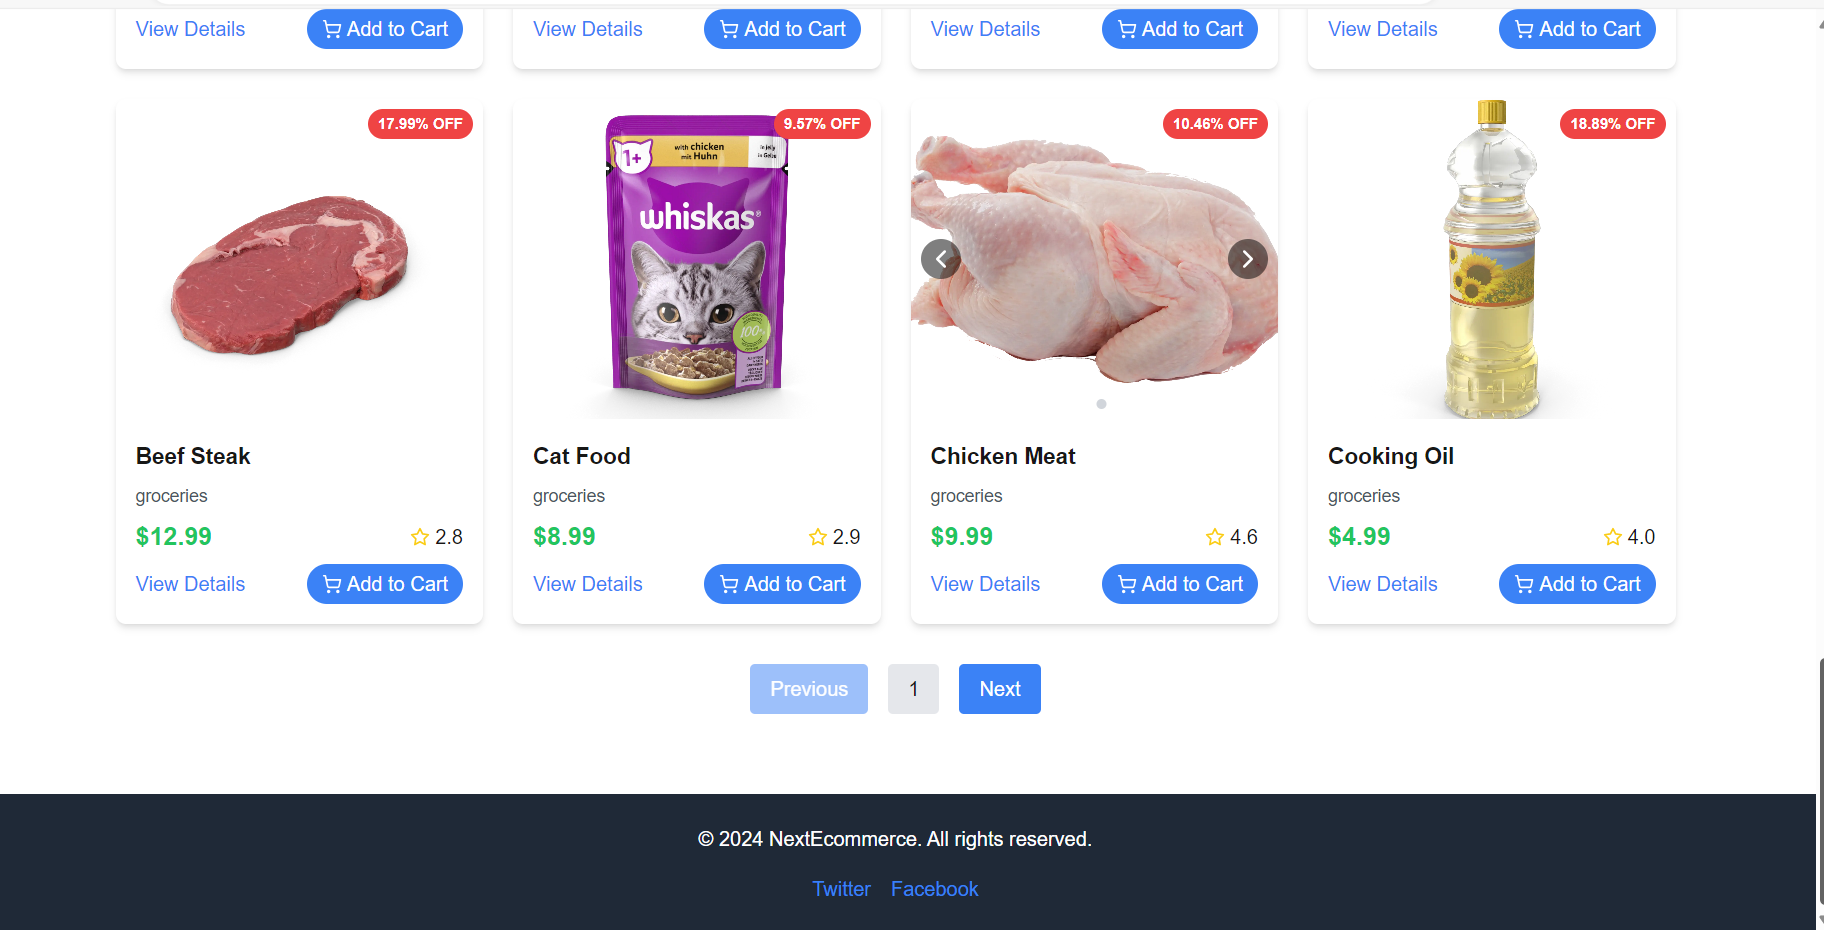 View Details Add to Cart View Details Add to Cart View Details Add to Cart View Details Add to Cart
17.99% OFF
9.57% OFF
1+
with chicken
mit Huhn
in jelly
in Gelee
whiskas®
100%
10.46% OFF
18.89% OFF
Beef Steak
groceries
$12.99 2.8
View Details Add to Cart
Cat Food
groceries
$8.99 2.9
View Details Add to Cart
Chicken Meat
groceries
$9.99 4.6
View Details Add to Cart
Cooking Oil
groceries
$4.99 4.0
View Details Add to Cart
Previous 1 Next
© 2024 NextEcommerce. All rights reserved.
Twitter Facebook